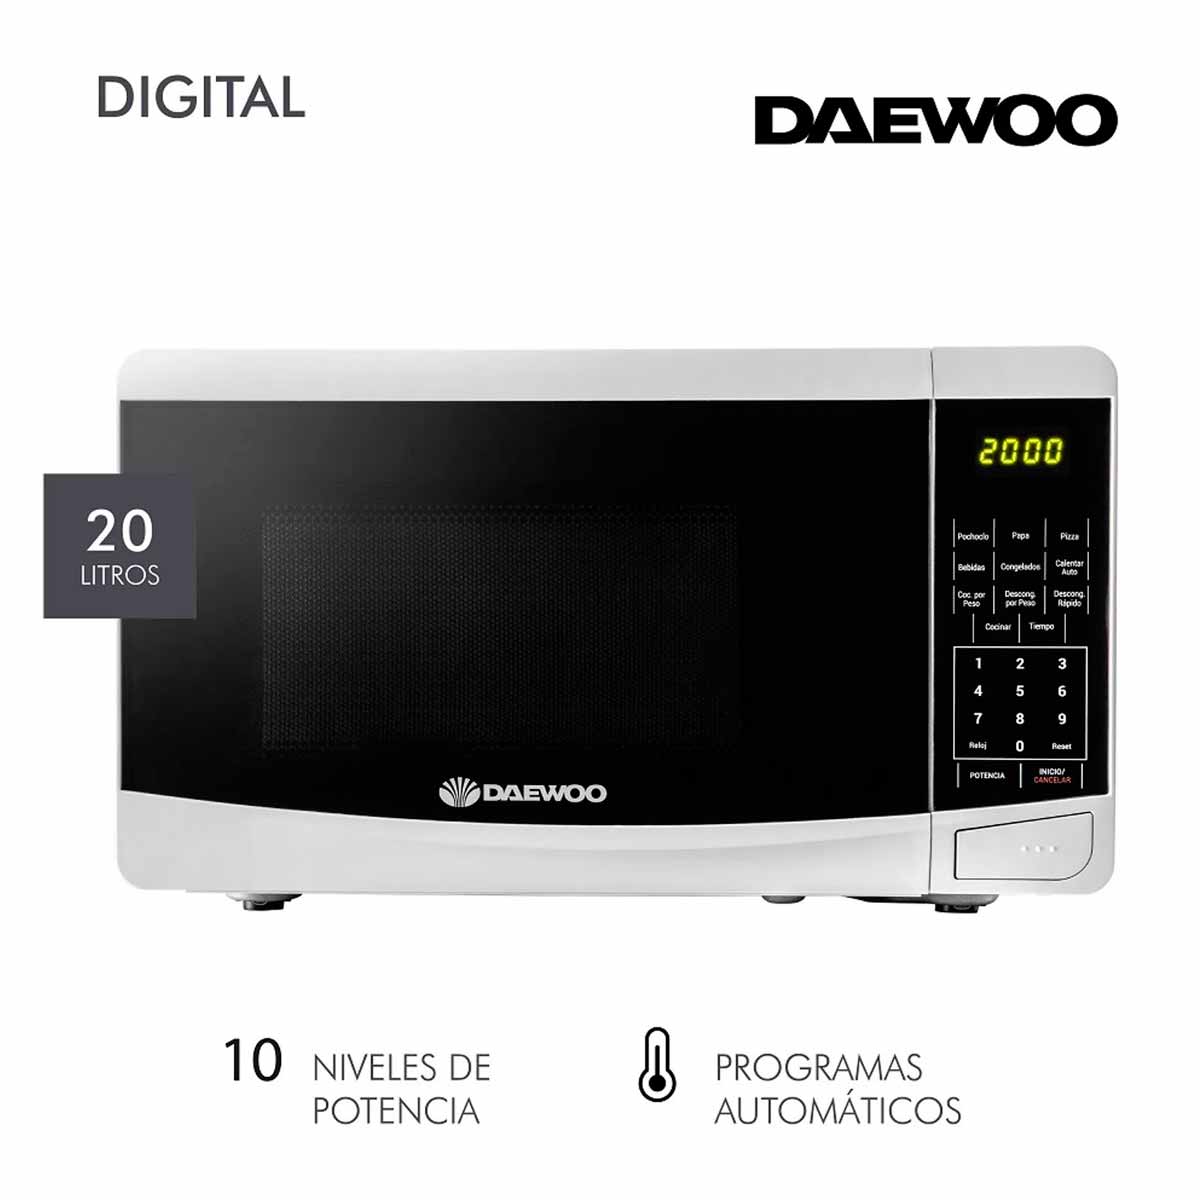 DIGITAL
DAEWOO
2000
20
LITROS
Pochoclo Papa Pizza
Bebidas Congelados Calentar
Auto
Coc. por Descong. Descong.
Peso por Peso Rápido
Cocinar Tiempo
1 2 3
4 5 6
7 8 9
Reloj 0 Reset
POTENCIA INICIO/
CANCELAR
DAEWOO
10 NIVELES DE
POTENCIA
PROGRAMAS
AUTOMÁTICOS